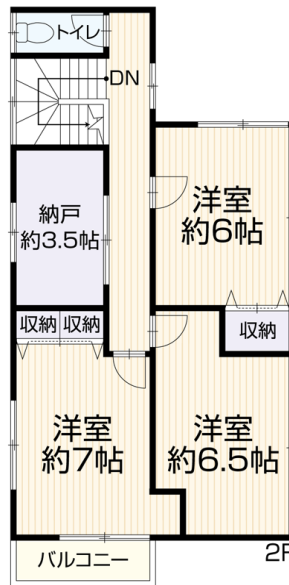 トイレ
DN
洋室
約6帖
納戸
約3.5帖
収納
収納
収納
洋室
約7帖
洋室
約6.5帖
バルコニー
2F